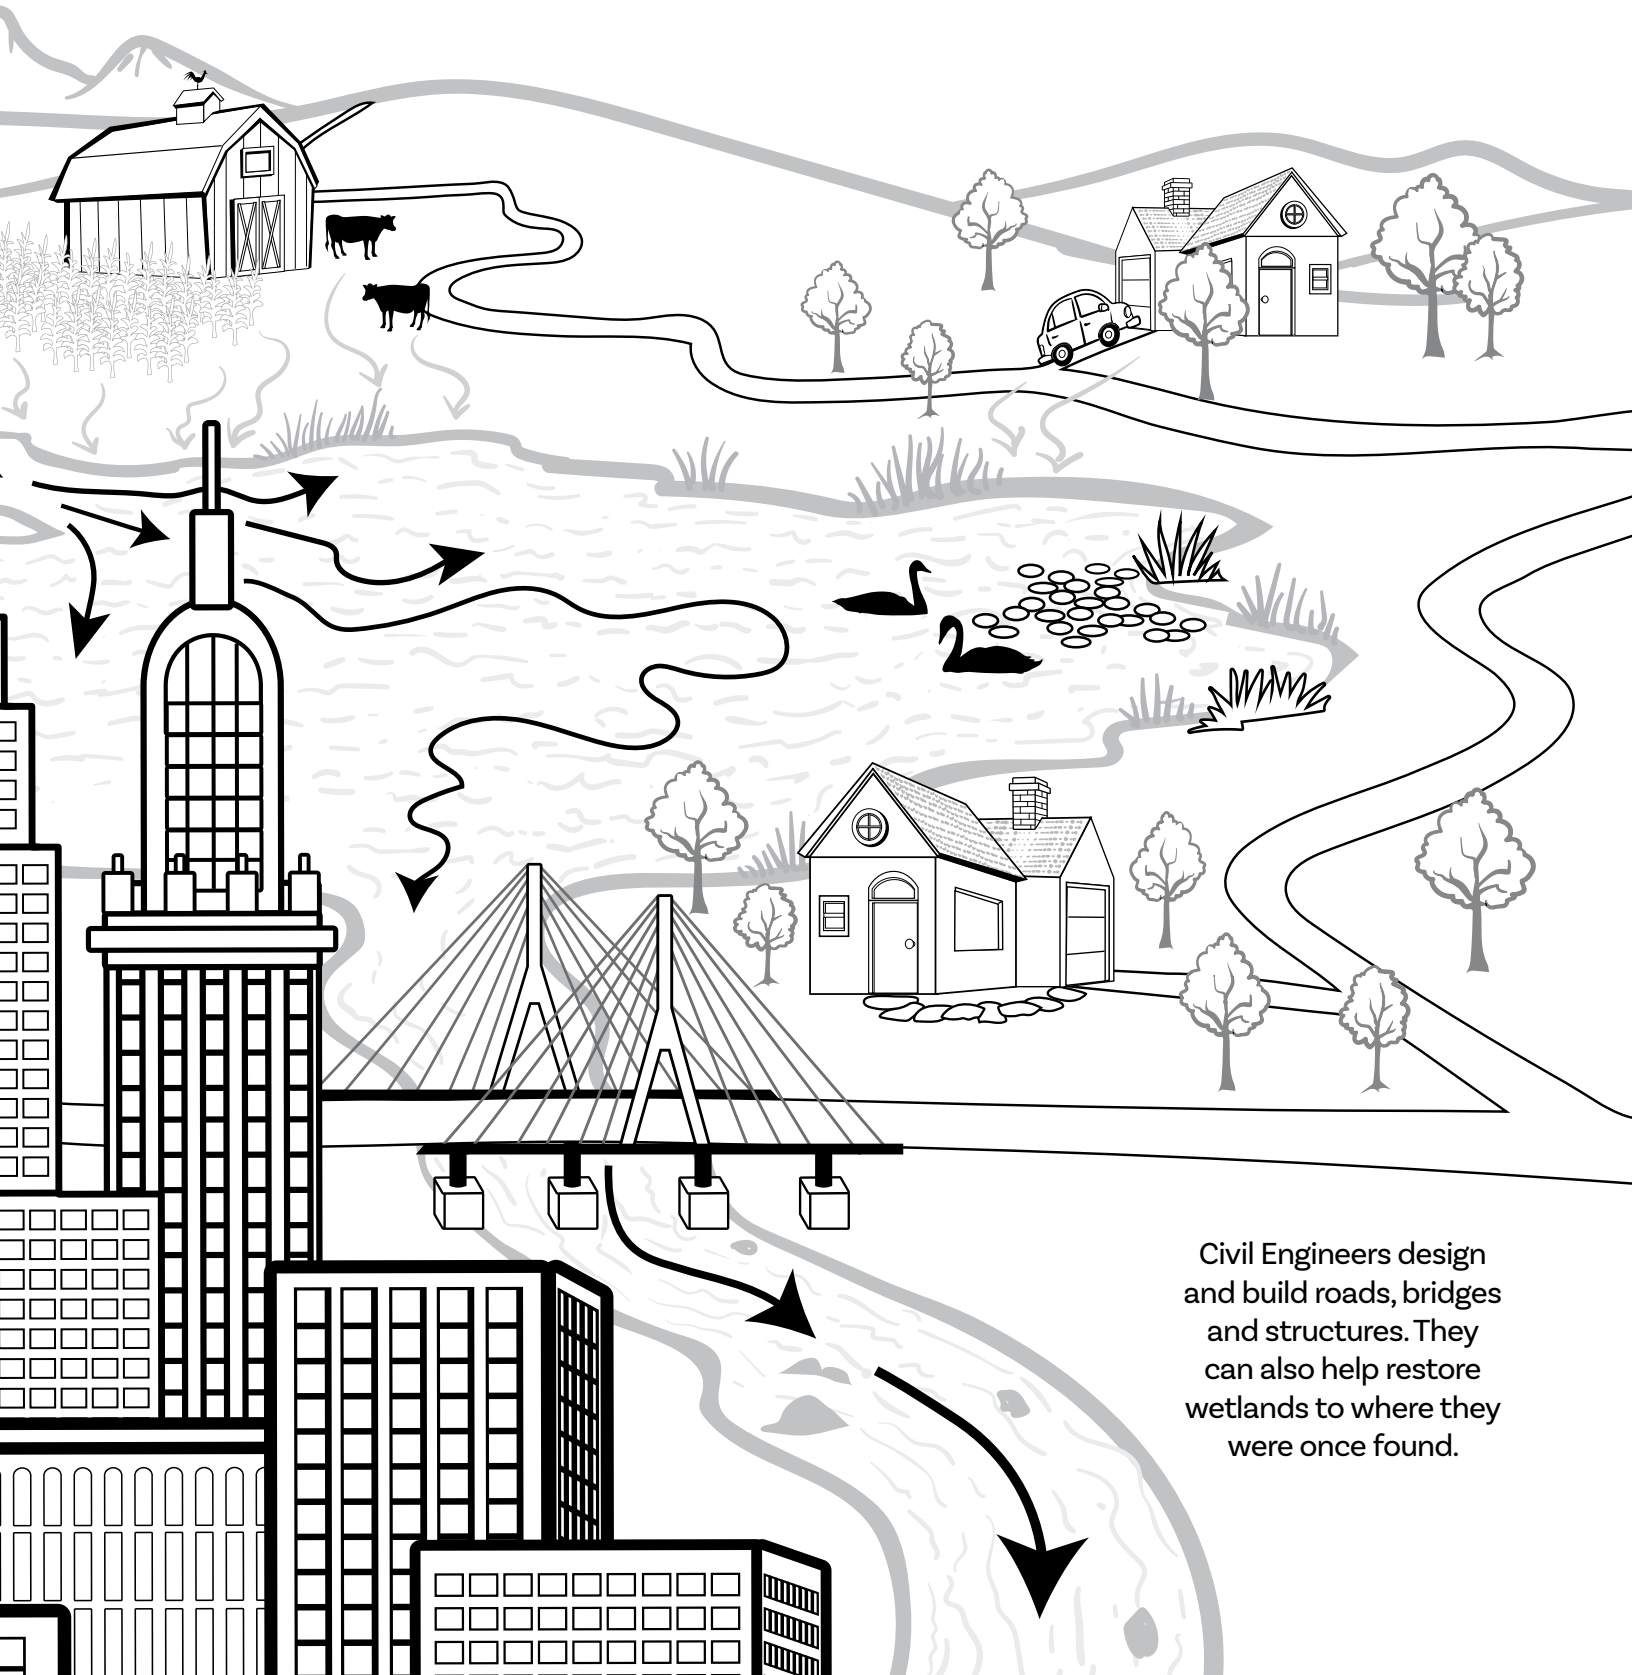 Civil Engineers design
and build roads, bridges
and structures. They
can also help restore
wetlands to where they
were once found.